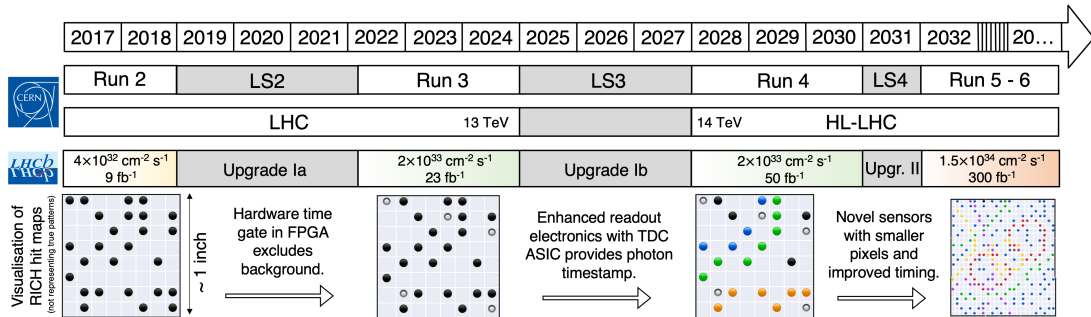 2017 2018 2019 2020 2021 2022 2023 2024 2025 2026 2027 2028 2029 2030 2031 2032 20...
CERN
Run 2 LS2 Run 3 LS3 Run 4 LS4 Run 5 - 6
LHC 13 TeV 14 TeV HL-LHC
LHCb
LHCb
4×10³² cm⁻² s⁻¹
9 fb⁻¹
Upgrade Ia
2×10³³ cm⁻² s⁻¹
23 fb⁻¹
Upgrade Ib
2×10³³ cm⁻² s⁻¹
50 fb⁻¹
Upgr. II
1.5×10³⁴ cm⁻² s⁻¹
300 fb⁻¹
Visualisation of
RICH hit maps
(not representing true patterns)
~ 1 inch
Hardware time
gate in FPGA
excludes
background.
Enhanced readout
electronics with TDC
ASIC provides photon
timestamp.
Novel sensors
with smaller
pixels and
improved timing.